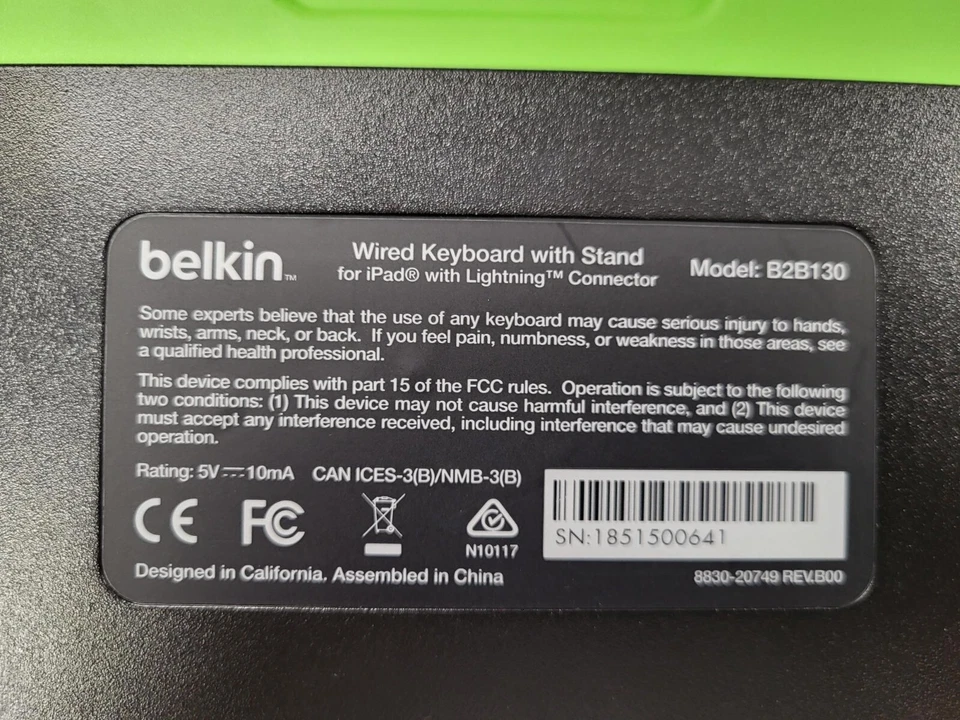 belkin™
Wired Keyboard with Stand
for iPad® with Lightning™ Connector
Model: B2B130
Some experts believe that the use of any keyboard may cause serious injury to hands,
wrists, arms, neck, or back. If you feel pain, numbness, or weakness in those areas, see
a qualified health professional.
This device complies with part 15 of the FCC rules. Operation is subject to the following
two conditions: (1) This device may not cause harmful interference, and (2) This device
must accept any interference received, including interference that may cause undesired
operation.
Rating: 5V⎓10mA CAN ICES-3(B)/NMB-3(B)
CE FC
N10117
SN:1851500641
Designed in California. Assembled in China
8830-20749 REV.B00